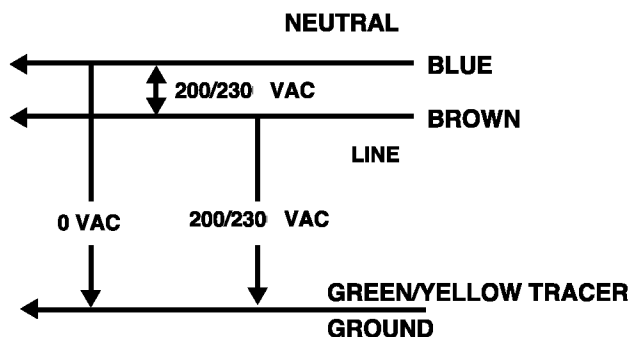 NEUTRAL
BLUE
200/230 VAC
BROWN
LINE
0 VAC
200/230 VAC
GREEN/YELLOW TRACER
GROUND